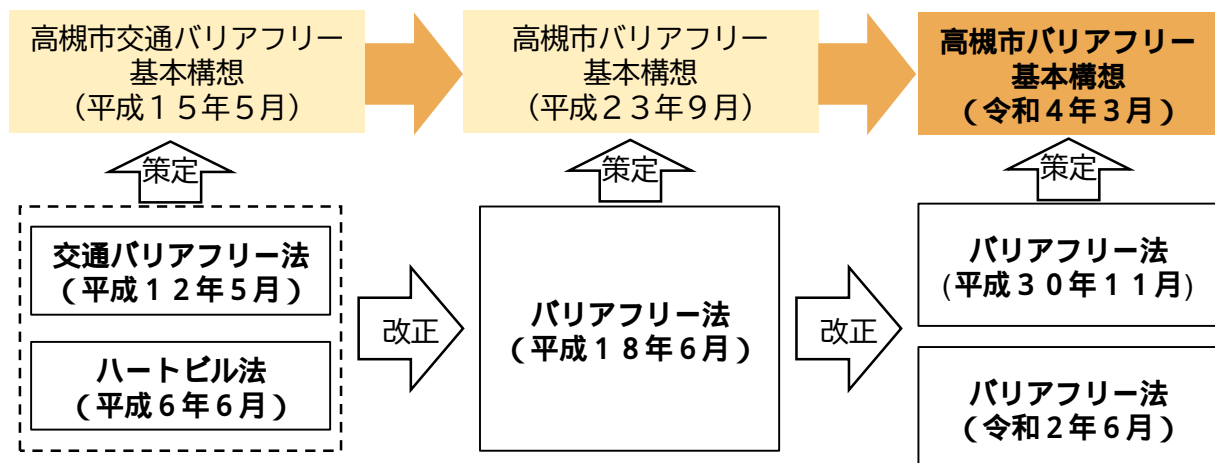 高槻市交通バリアフリー
基本構想
（平成１５年５月）
高槻市バリアフリー
基本構想
（平成２３年９月）
高槻市バリアフリー
基本構想
（令和４年３月）
策定
策定
策定
交通バリアフリー法
（平成１２年５月）
ハートビル法
（平成６年６月）
改正
バリアフリー法
（平成１８年６月）
改正
バリアフリー法
(平成３０年１１月)
バリアフリー法
（令和２年６月）